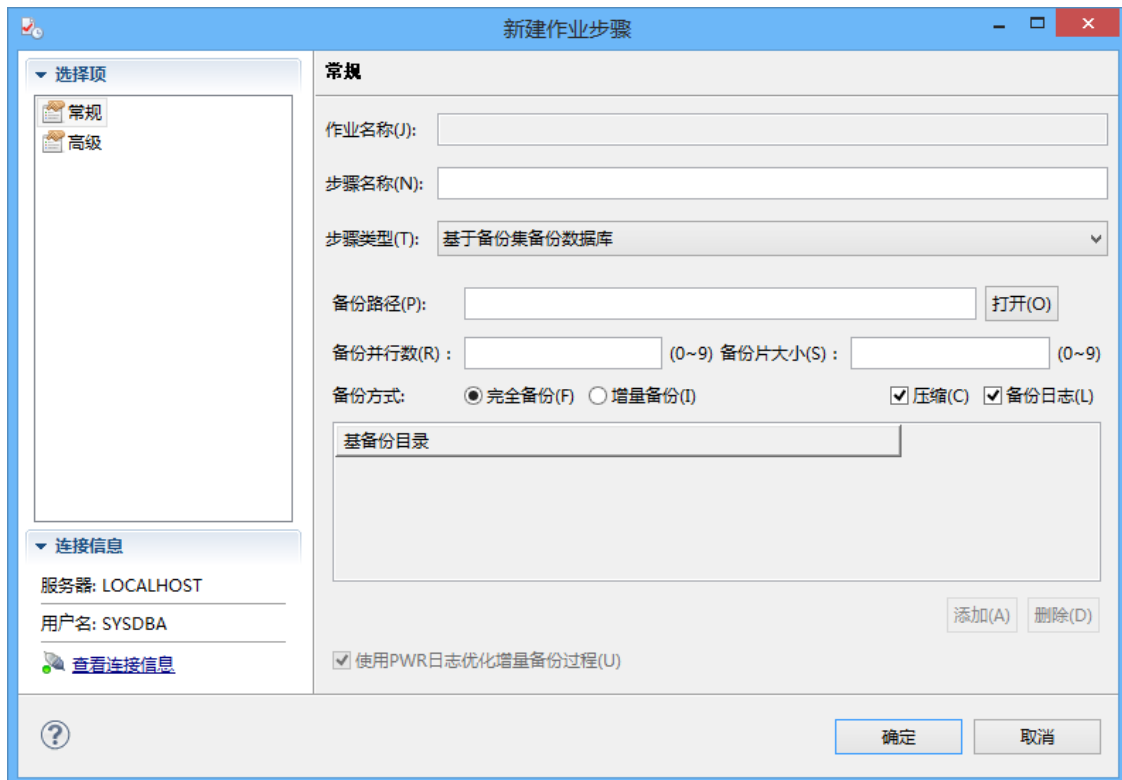 新建作业步骤
选择项
常规
高级
连接信息
服务器: LOCALHOST
用户名: SYSDBA
查看连接信息
常规
作业名称(J):
步骤名称(N):
步骤类型(T): 基于备份集备份数据库
备份路径(P): 打开(O)
备份并行数(R) : (0~9) 备份片大小(S) : (0~9)
备份方式: 完全备份(F) 增量备份(I) 压缩(C) 备份日志(L)
基备份目录
添加(A) 删除(D)
使用PWR日志优化增量备份过程(U)
确定 取消